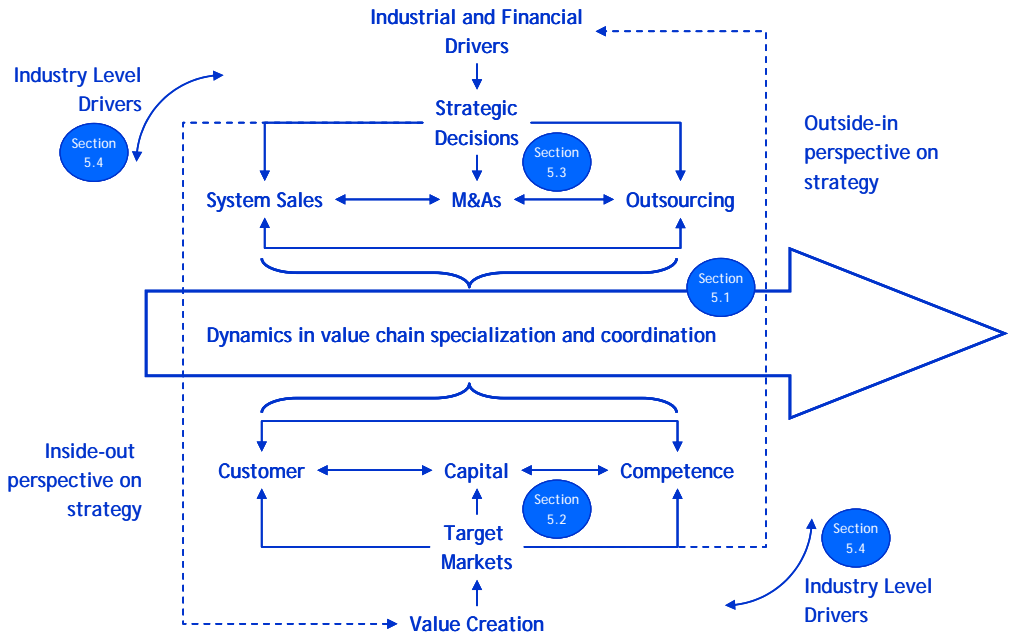 Industrial and Financial
Drivers
Industry Level
Drivers
Section
5.4
Strategic
Decisions
Section
5.3
Outside-in
perspective on
strategy
System Sales
M&As
Outsourcing
Section
5.1
Dynamics in value chain specialization and coordination
Inside-out
perspective on
strategy
Customer
Capital
Competence
Section
5.2
Target
Markets
Section
5.4
Industry Level
Drivers
Value Creation